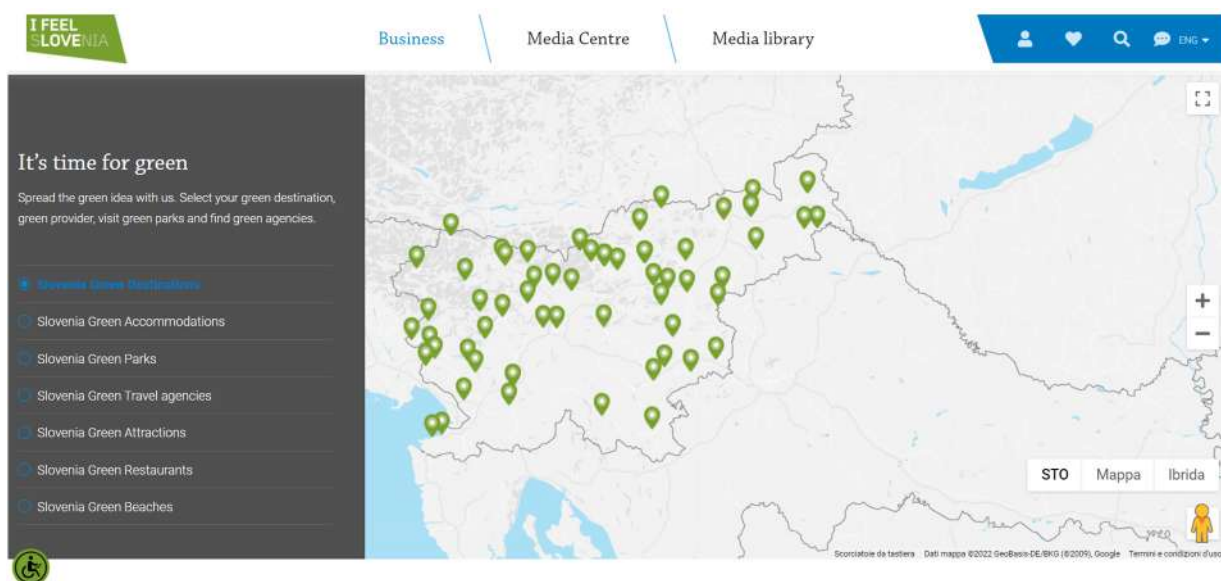 I FEEL
SLOVENIA
Business
Media Centre
Media library
ENG
It's time for green
Spread the green idea with us. Select your green destination,
green provider, visit green parks and find green agencies.
Slovenia Green Destinations
Slovenia Green Accommodations
Slovenia Green Parks
Slovenia Green Travel agencies
Slovenia Green Attractions
Slovenia Green Restaurants
Slovenia Green Beaches
STO
Mappa
Ibrida
Scorciatoie da tastiera
Dati mappa ©2022 GeoBasis-DE/BKG (©2009), Google
Termini e condizioni d'uso